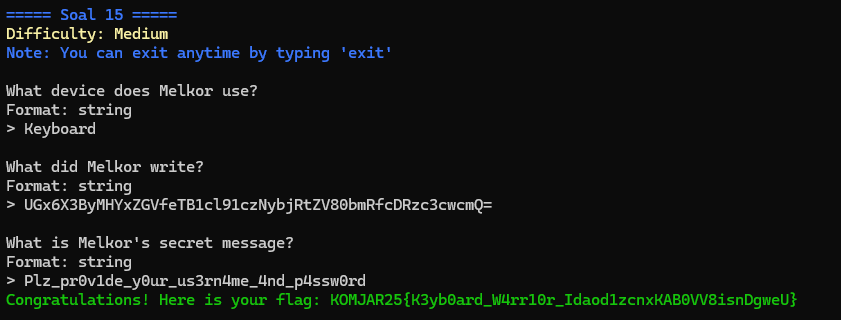 ===== Soal 15 =====
Difficulty: Medium
Note: You can exit anytime by typing 'exit'
What device does Melkor use?
Format: string
> Keyboard
What did Melkor write?
Format: string
> UGx6X3ByMHYxZGVfeTB1cl91czNybjRtZV80bmRfcDRzc3cwcmQ=
What is Melkor's secret message?
Format: string
> Plz_pr0v1de_y0ur_us3rn4me_4nd_p4ssw0rd
Congratulations! Here is your flag: KOMJAR25{K3yb0ard_W4rr10r_Idaod1zcnxKAB0VV8isnDgweU}